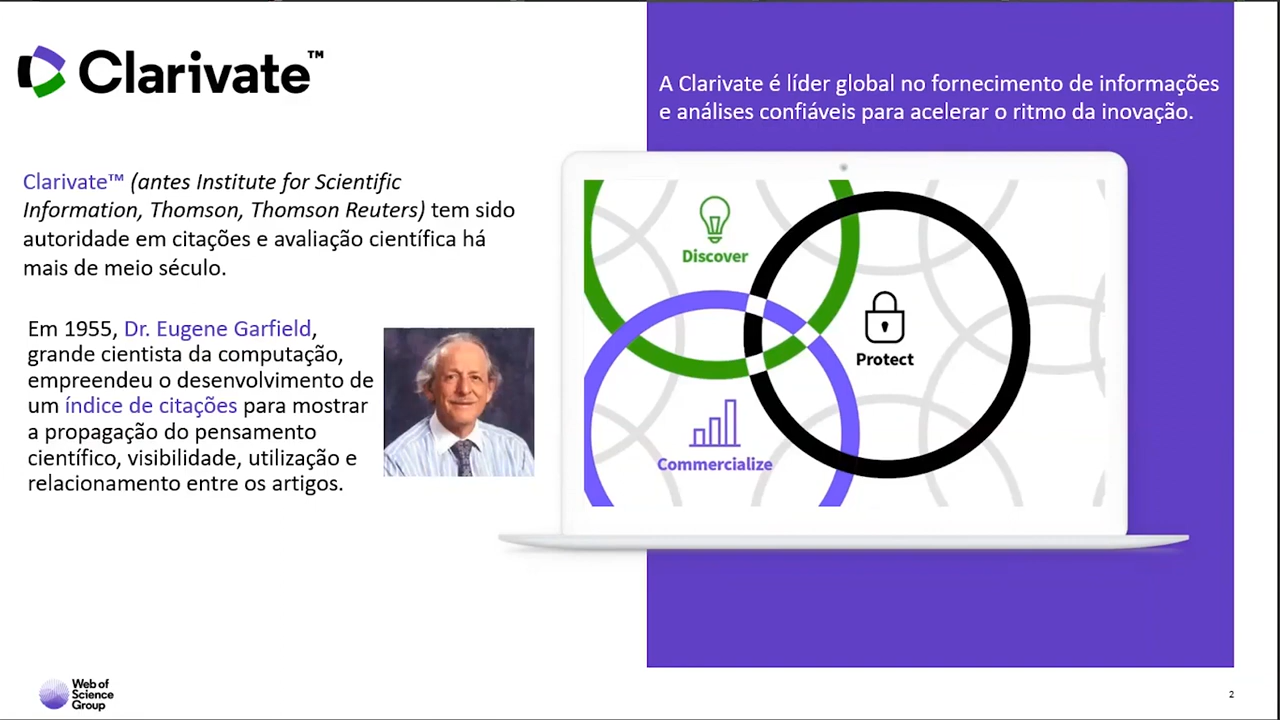 Clarivate™
A Clarivate é líder global no fornecimento de informações
e análises confiáveis para acelerar o ritmo da inovação.
Clarivate™ (antes Institute for Scientific
Information, Thomson, Thomson Reuters) tem sido
autoridade em citações e avaliação científica há
mais de meio século.
Em 1955, Dr. Eugene Garfield,
grande cientista da computação,
empreendeu o desenvolvimento de
um índice de citações para mostrar
a propagação do pensamento
científico, visibilidade, utilização e
relacionamento entre os artigos.
Discover
Protect
Commercialize
Web of
Science
Group
2